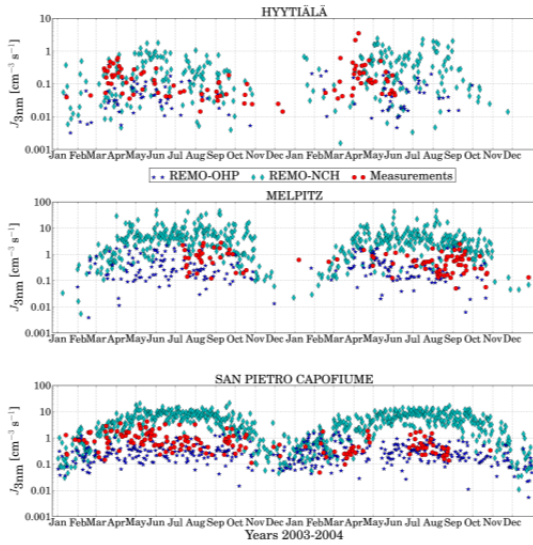 HYYTIÄLÄ
J3nm [cm−3 s−1]
10
1
0.1
0.01
0.001
Jan Feb Mar Apr May Jun Jul Aug Sep Oct Nov Dec Jan Feb Mar Apr May Jun Jul Aug Sep Oct Nov Dec
REMO-OHP REMO-NCH Measurements
MELPITZ
J3nm [cm−3 s−1]
100
10
1
0.1
0.01
0.001
Jan Feb Mar Apr May Jun Jul Aug Sep Oct Nov Dec Jan Feb Mar Apr May Jun Jul Aug Sep Oct Nov Dec
SAN PIETRO CAPOFIUME
J3nm [cm−3 s−1]
100
10
1
0.1
0.01
0.001
Jan Feb Mar Apr May Jun Jul Aug Sep Oct Nov Dec Jan Feb Mar Apr May Jun Jul Aug Sep Oct Nov Dec
Years 2003-2004